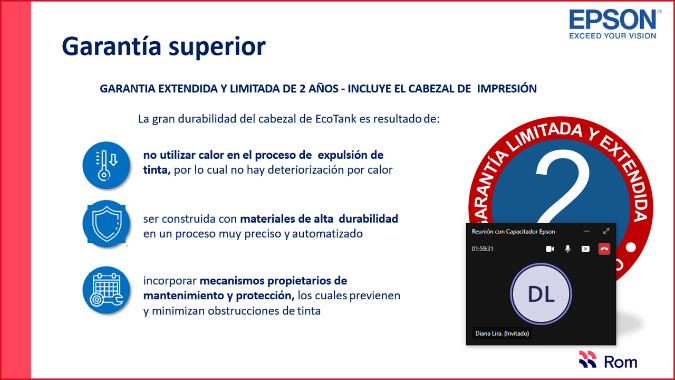 EPSON
EXCEED YOUR VISION
Garantía superior
GARANTIA EXTENDIDA Y LIMITADA DE 2 AÑOS - INCLUYE EL CABEZAL DE IMPRESIÓN
La gran durabilidad del cabezal de EcoTank es resultado de:
no utilizar calor en el proceso de expulsión de
tinta, por lo cual no hay deteriorización por calor
ser construida con materiales de alta durabilidad
en un proceso muy preciso y automatizado
incorporar mecanismos propietarios de
mantenimiento y protección, los cuales previenen
y minimizan obstrucciones de tinta
GARANTÍA LIMITADA Y EXTENDIDA
2
Reunión con Capacitador Epson
01:59:31
DL
Diana Lira. (Invitado)
Rom